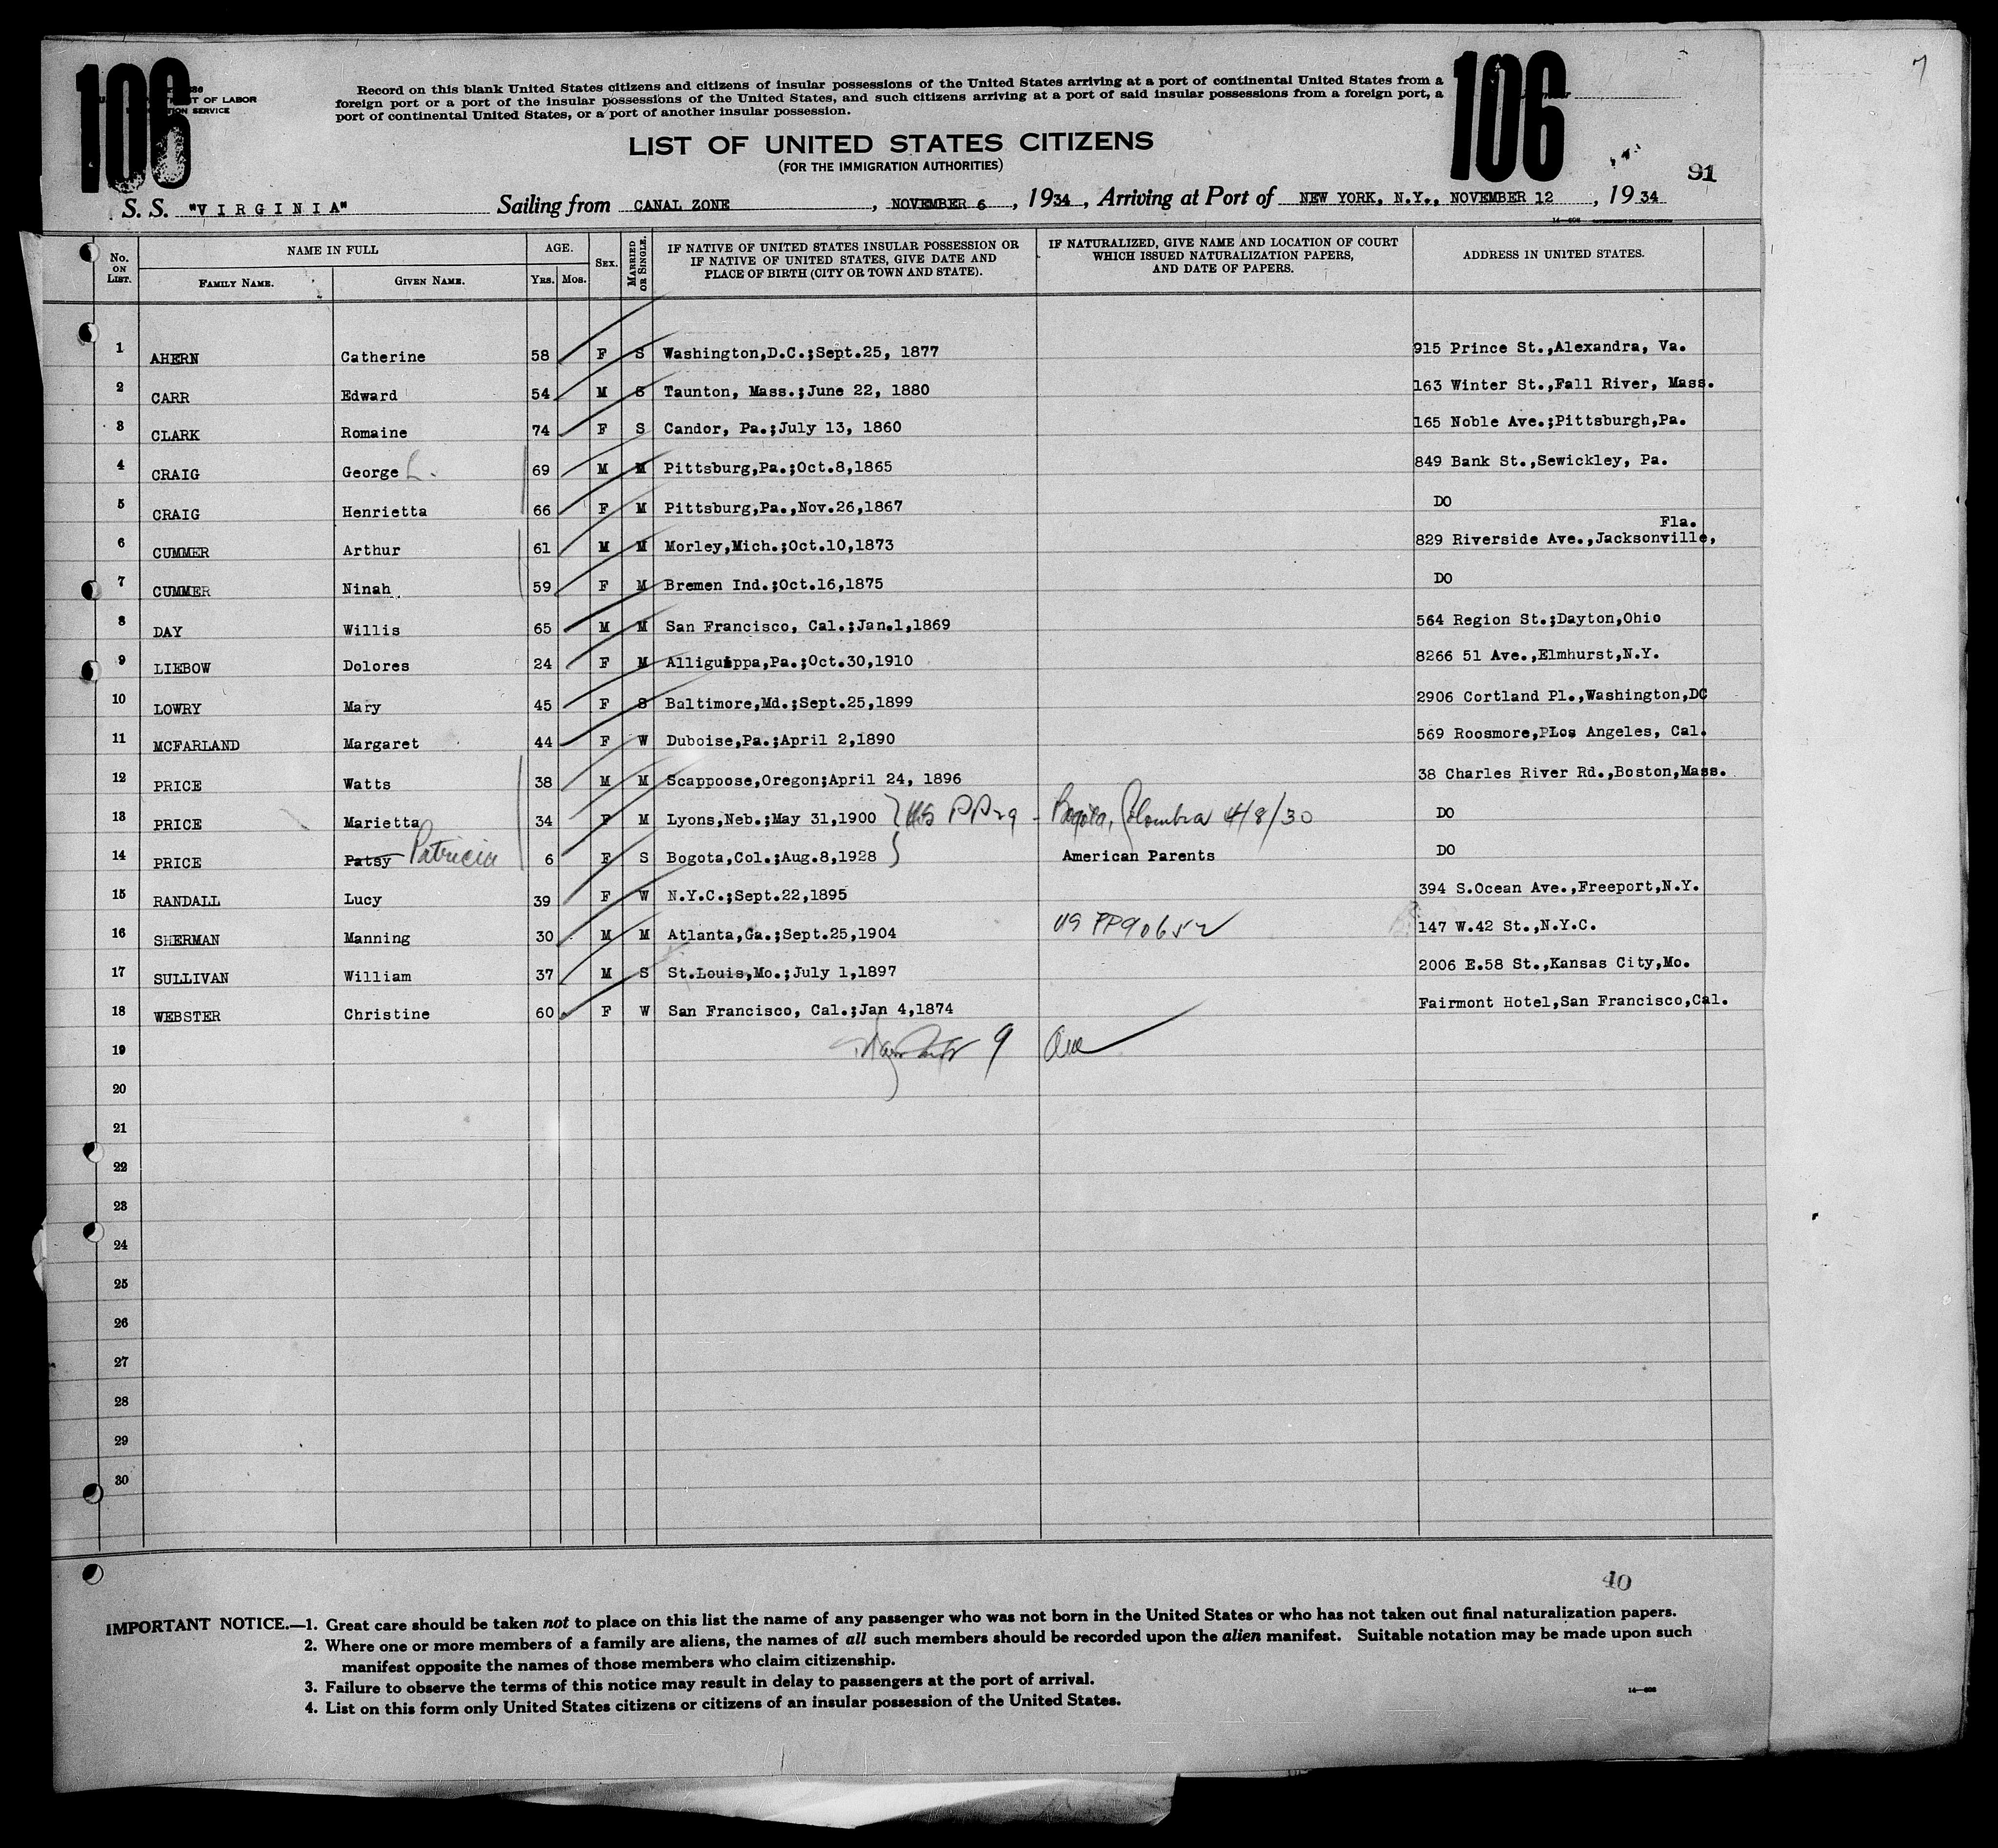 106
106
OF LABOR
SERVICE
Record on this blank United States citizens and citizens of insular possessions of the United States arriving at a port of continental United States from a
foreign port or a port of the insular possessions of the United States, and such citizens arriving at a port of said insular possessions from a foreign port, a
port of continental United States, or a port of another insular possession.
LIST OF UNITED STATES CITIZENS
(FOR THE IMMIGRATION AUTHORITIES)
91
S. S. "VIRGINIA" Sailing from CANAL ZONE, NOVEMBER 6, 1934, Arriving at Port of NEW YORK, N.Y., NOVEMBER 12, 1934
No. ON LIST. NAME IN FULL FAMILY NAME. GIVEN NAME. AGE. YRS. MOS. SEX. MARRIED OR SINGLE. IF NATIVE OF UNITED STATES INSULAR POSSESSION OR IF NATIVE OF UNITED STATES, GIVE DATE AND PLACE OF BIRTH (CITY OR TOWN AND STATE). IF NATURALIZED, GIVE NAME AND LOCATION OF COURT WHICH ISSUED NATURALIZATION PAPERS, AND DATE OF PAPERS. ADDRESS IN UNITED STATES.
1 AHERN Catherine 58 F S Washington,D.C.;Sept.25, 1877 915 Prince St.,Alexandra, Va.
2 CARR Edward 54 M S Taunton, Mass.;June 22, 1880 163 Winter St.,Fall River, Mass.
3 CLARK Romaine 74 F S Candor, Pa.;July 13, 1860 165 Noble Ave.;Pittsburgh,Pa.
4 CRAIG George L. 69 M M Pittsburg,Pa.;Oct.8,1865 849 Bank St.,Sewickley, Pa.
5 CRAIG Henrietta 66 F M Pittsburg,Pa.,Nov.26,1867 DO
Fla.
6 CUMMER Arthur 61 M M Morley,Mich.;Oct.10,1873 829 Riverside Ave.,Jacksonville,
7 CUMMER Ninah 59 F M Bremen Ind.;Oct.16,1875 DO
8 DAY Willis 65 M M San Francisco, Cal.;Jan.1,1869 564 Region St.;Dayton,Ohio
9 LIEBOW Dolores 24 F M Alliguippa,Pa.;Oct.30,1910 8266 51 Ave.,Elmhurst,N.Y.
10 LOWRY Mary 45 F S Baltimore,Md.;Sept.25,1899 2906 Cortland Pl.,Washington,DC
11 MCFARLAND Margaret 44 F W Duboise,Pa.;April 2,1890 569 Roosmore,PLos Angeles, Cal.
12 PRICE Watts 38 M M Scappoose,Oregon;April 24, 1896 38 Charles River Rd.,Boston,Mass.
13 PRICE Marietta 34 F M Lyons,Neb.;May 31,1900 US PP29 - Bogota, Colombia 4/8/30 DO
14 PRICE Patsy Patricia 6 F S Bogota,Col.;Aug.8,1928 American Parents DO
15 RANDALL Lucy 39 F W N.Y.C.;Sept.22,1895 394 S.Ocean Ave.,Freeport,N.Y.
16 SHERMAN Manning 30 M M Atlanta,Ga.;Sept.25,1904 US PP90652 147 W.42 St.,N.Y.C.
17 SULLIVAN William 37 M S St.Louis,Mo.;July 1,1897 2006 E.58 St.,Kansas City,Mo.
18 WEBSTER Christine 60 F W San Francisco, Cal.;Jan 4,1874 Fairmont Hotel,San Francisco,Cal.
19 9
20
21
22
23
24
25
26
27
28
29
30
40
IMPORTANT NOTICE.—1. Great care should be taken not to place on this list the name of any passenger who was not born in the United States or who has not taken out final naturalization papers.
2. Where one or more members of a family are aliens, the names of all such members should be recorded upon the alien manifest. Suitable notation may be made upon such
manifest opposite the names of those members who claim citizenship.
3. Failure to observe the terms of this notice may result in delay to passengers at the port of arrival.
4. List on this form only United States citizens or citizens of an insular possession of the United States.